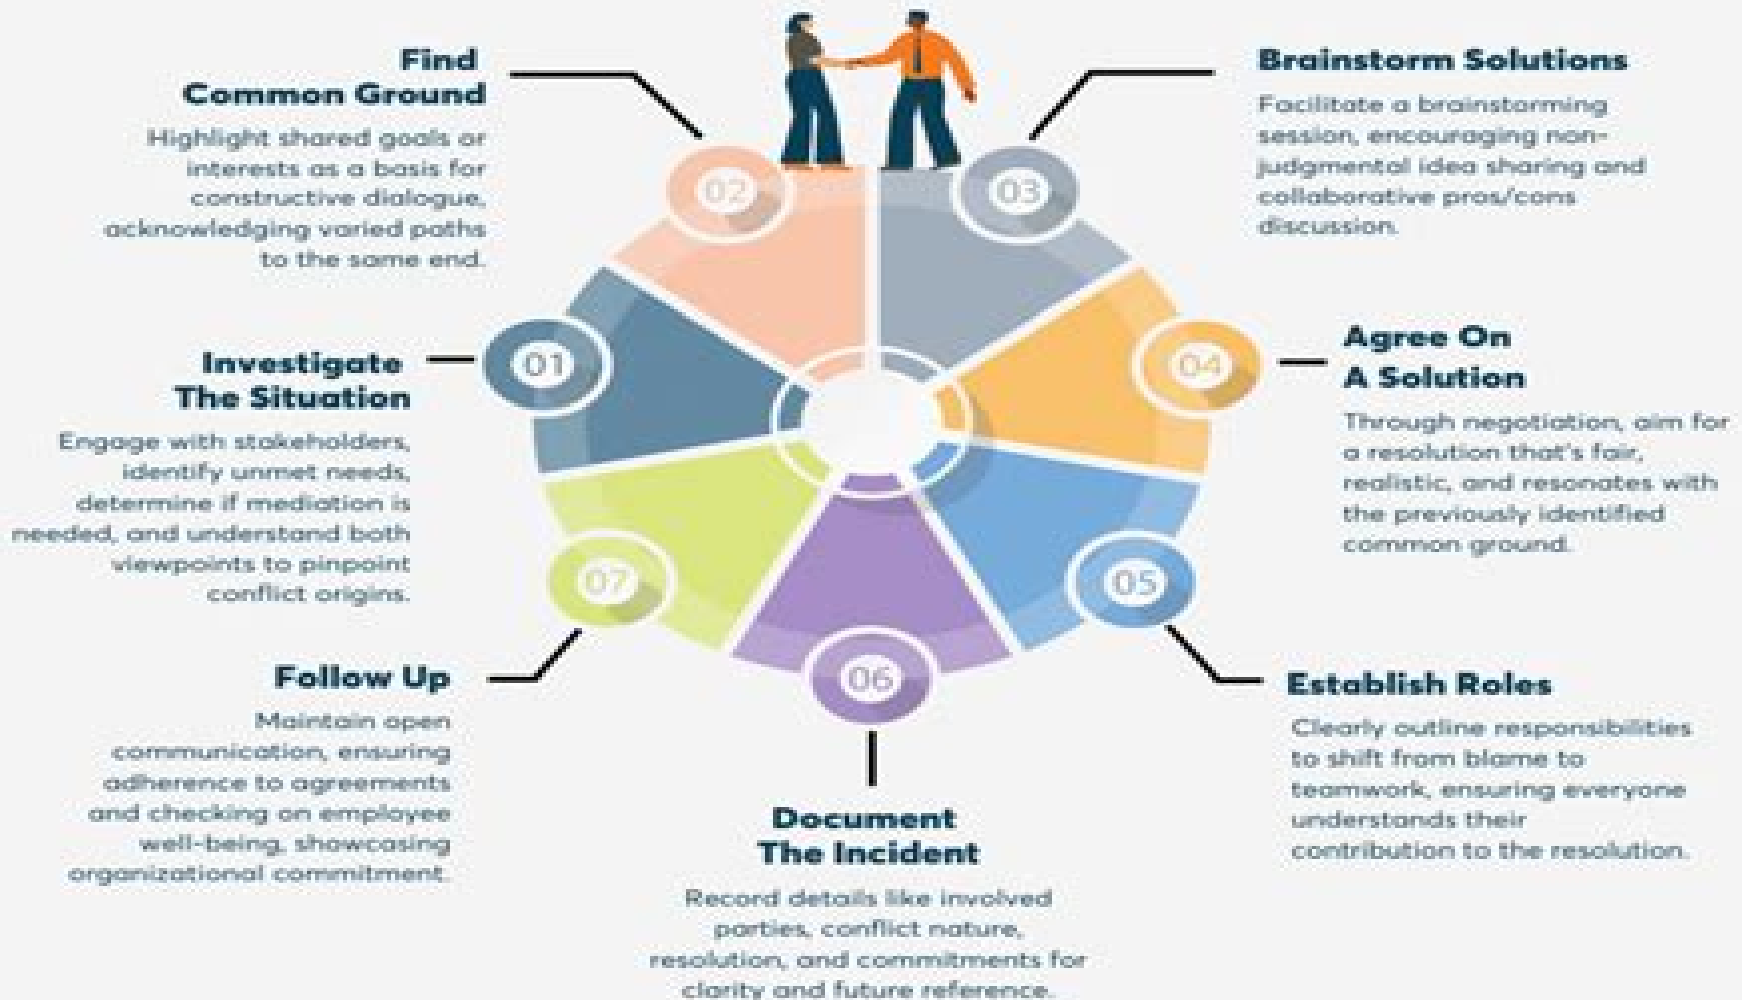 01
Investigate
The Situation
Engage with stakeholders,
identify unmet needs,
determine if mediation is
needed, and understand both
viewpoints to pinpoint
conflict origins.
02
Find
Common Ground
Highlight shared goals or
interests as a basis for
constructive dialogue,
acknowledging varied paths
to the same end.
03
Brainstorm Solutions
Facilitate a brainstorming
session, encouraging non-
judgmental idea sharing and
collaborative pros/cons
discussion.
04
Agree On
A Solution
Through negotiation, aim for
a resolution that's fair,
realistic, and resonates with
the previously identified
common ground.
05
Establish Roles
Clearly outline responsibilities
to shift from blame to
teamwork, ensuring everyone
understands their
contribution to the resolution.
06
Document
The Incident
Record details like involved
parties, conflict nature,
resolution, and commitments for
clarity and future reference.
07
Follow Up
Maintain open
communication, ensuring
adherence to agreements
and checking on employee
well-being, showcasing
organizational commitment.